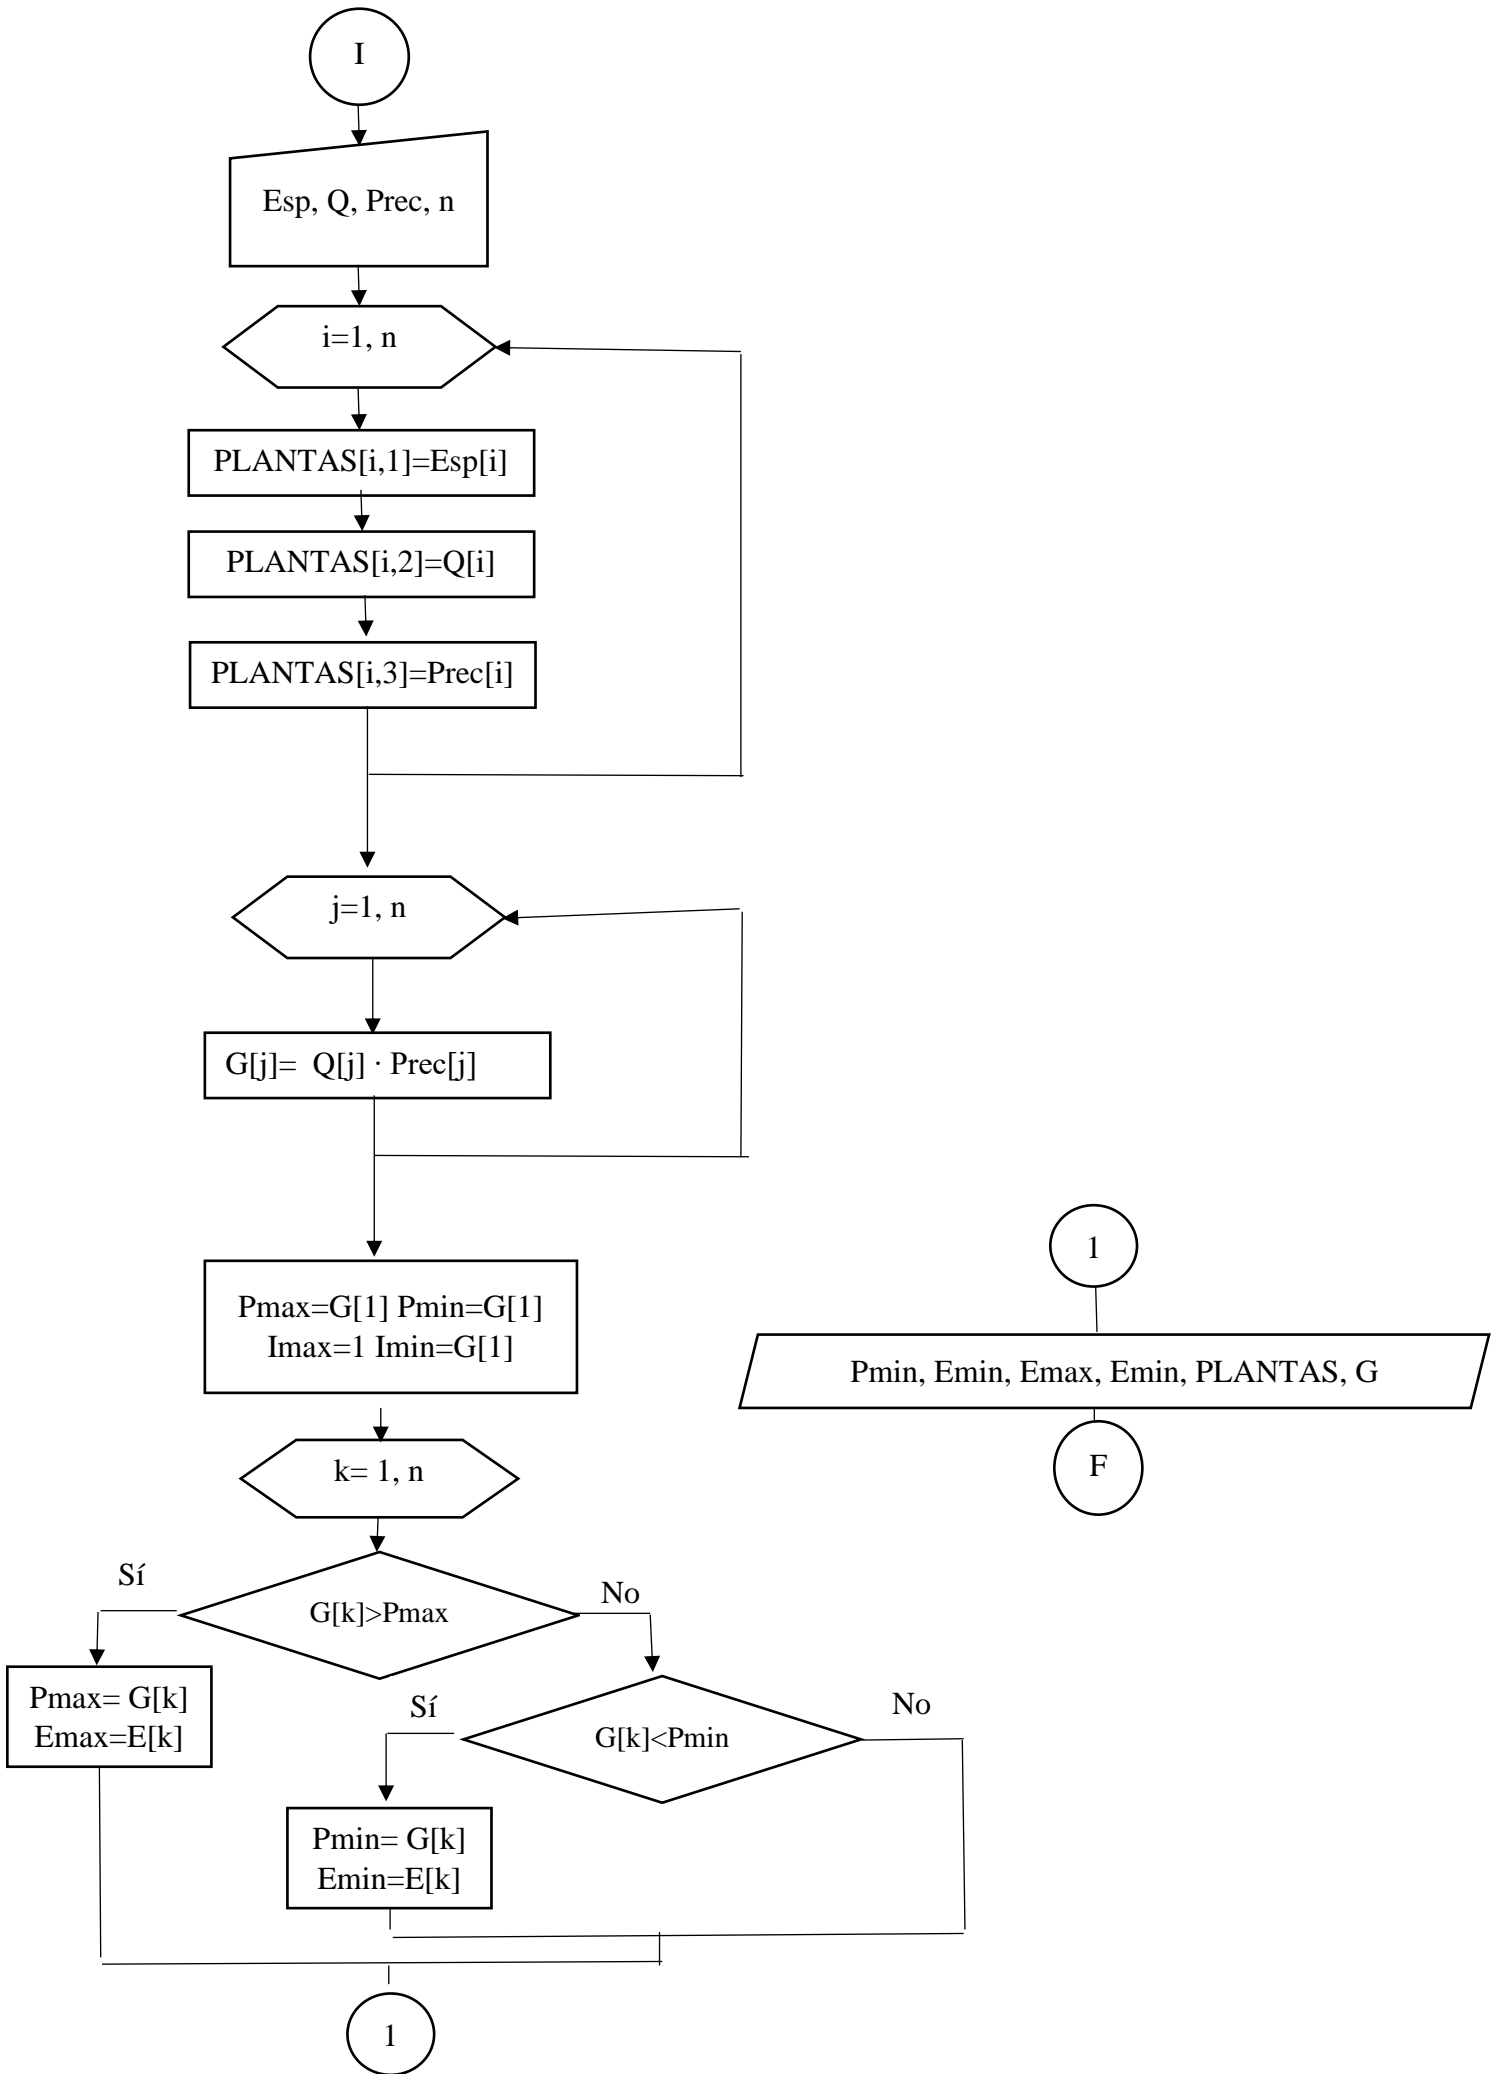 I
Esp, Q, Prec, n
i=1, n
PLANTAS[i,1]=Esp[i]
PLANTAS[i,2]=Q[i]
PLANTAS[i,3]=Prec[i]
j=1, n
G[j]= Q[j] · Prec[j]
Pmax=G[1] Pmin=G[1]
Imax=1 Imin=G[1]
k= 1, n
G[k]>Pmax
Sí
No
Pmax= G[k]
Emax=E[k]
G[k]<Pmin
Sí
No
Pmin= G[k]
Emin=E[k]
1
1
Pmin, Emin, Emax, Emin, PLANTAS, G
F